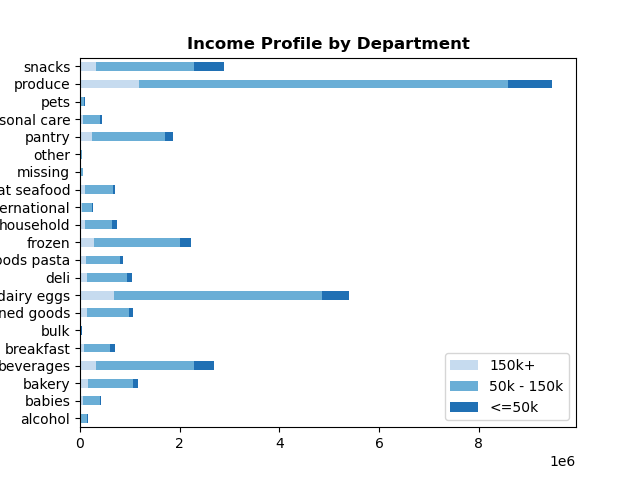 Income Profile by Department
snacks
produce
pets
sonal care
pantry
other
missing
at seafood
ernational
household
frozen
oods pasta
deli
dairy eggs
ned goods
bulk
breakfast
beverages
bakery
babies
alcohol
150k+
50k - 150k
<=50k
0 2 4 6 8
1e6